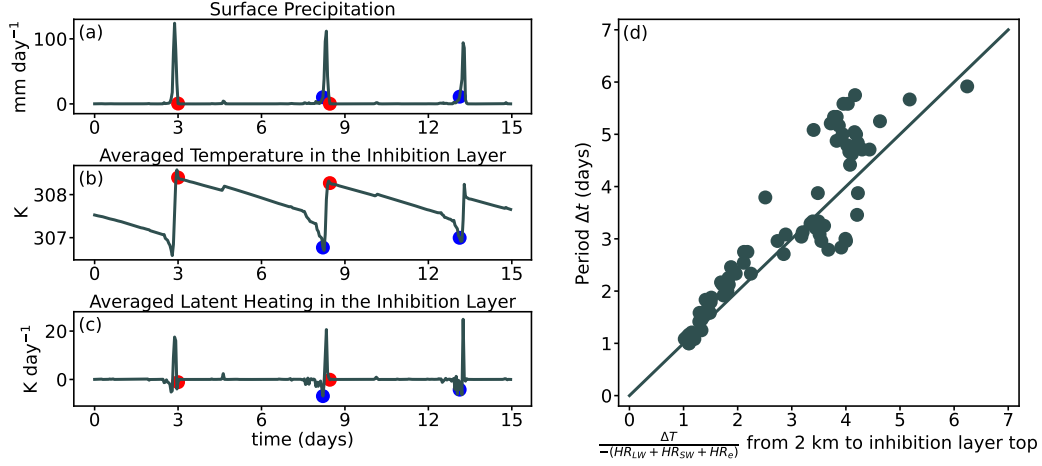 Surface Precipitation
(a)
mm day⁻¹
100
0
0 3 6 9 12 15
Averaged Temperature in the Inhibition Layer
(b)
K
308
307
0 3 6 9 12 15
Averaged Latent Heating in the Inhibition Layer
(c)
K day⁻¹
20
0
0 3 6 9 12 15
time (days)
(d)
Period Δt (days)
7
6
5
4
3
2
1
0
0 1 2 3 4 5 6 7
ΔT / −(HR_LW + HR_SW + HR_e) from 2 km to inhibition layer top